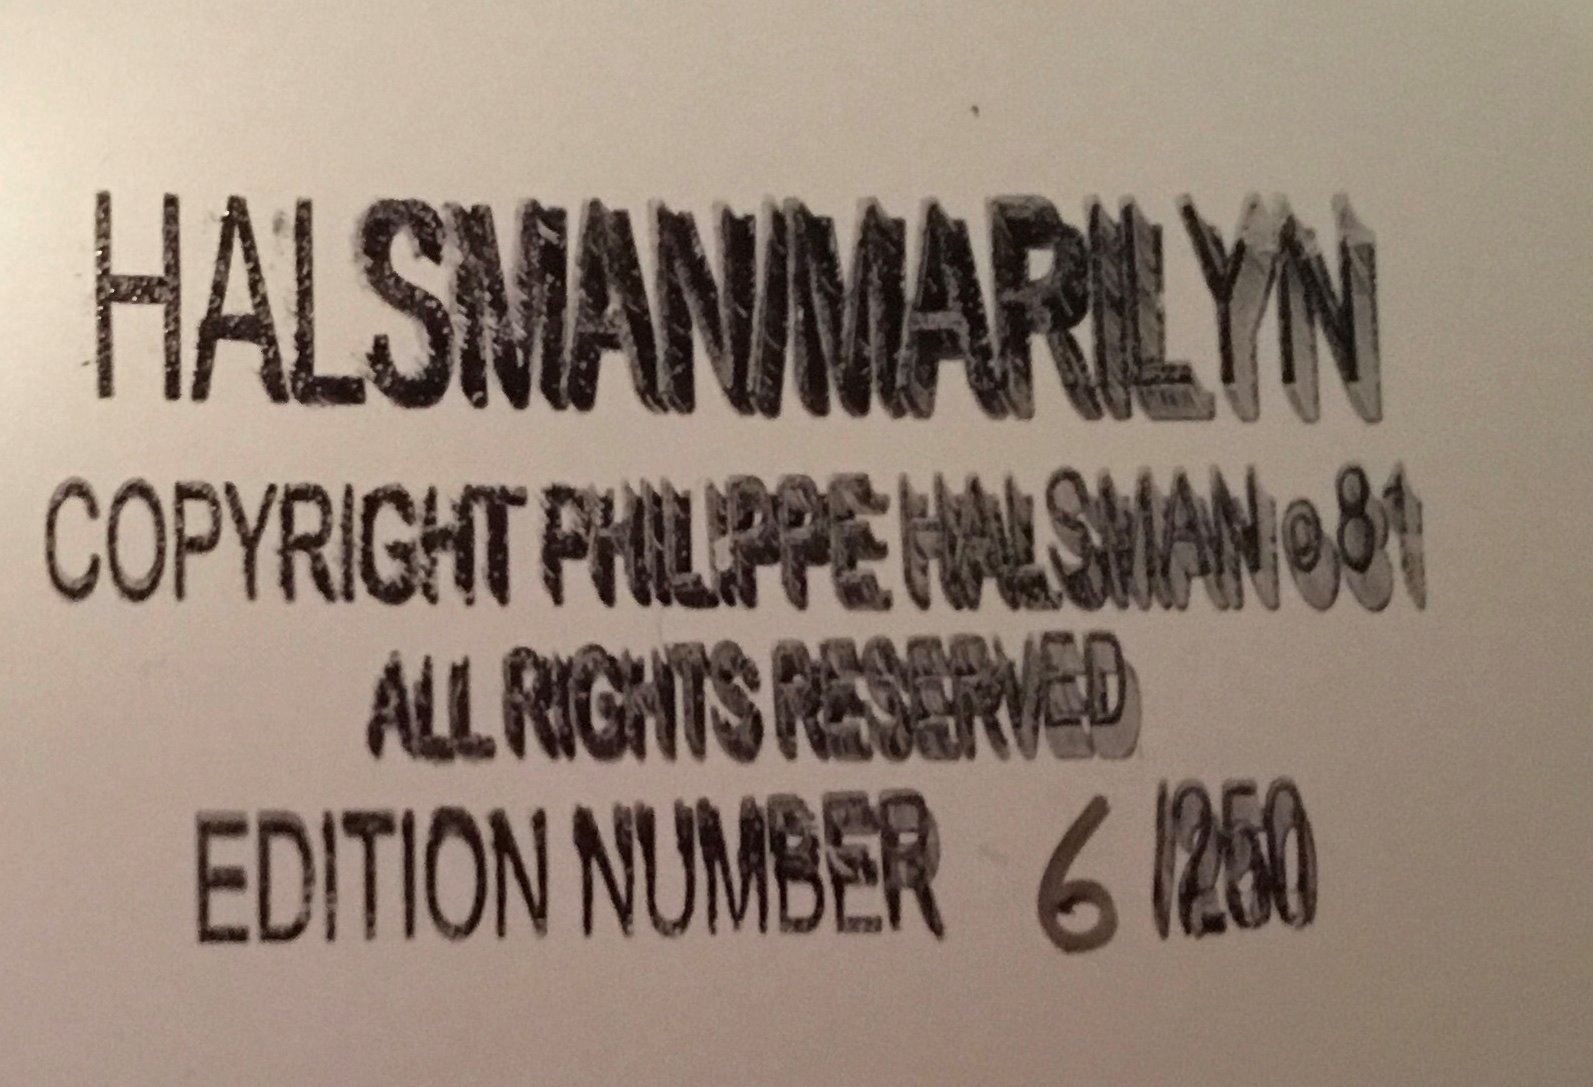 HALSMANMARILYN
COPYRIGHT PHILIPPE HALSMAN © 81
ALL RIGHTS RESERVED
EDITION NUMBER 6 /250